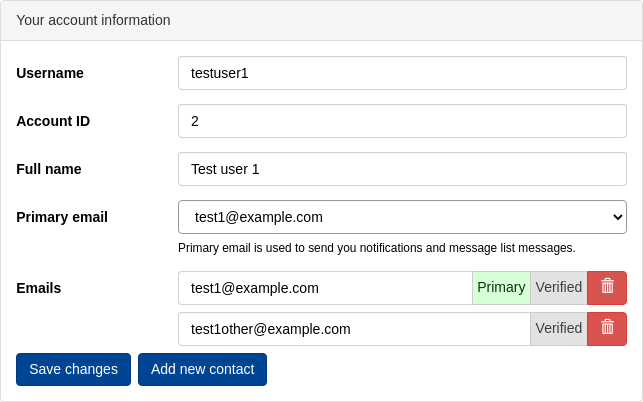 Your account information
Username testuser1
Account ID 2
Full name Test user 1
Primary email test1@example.com
Primary email is used to send you notifications and message list messages.
Emails test1@example.com Primary Verified
test1other@example.com Verified
Save changes Add new contact